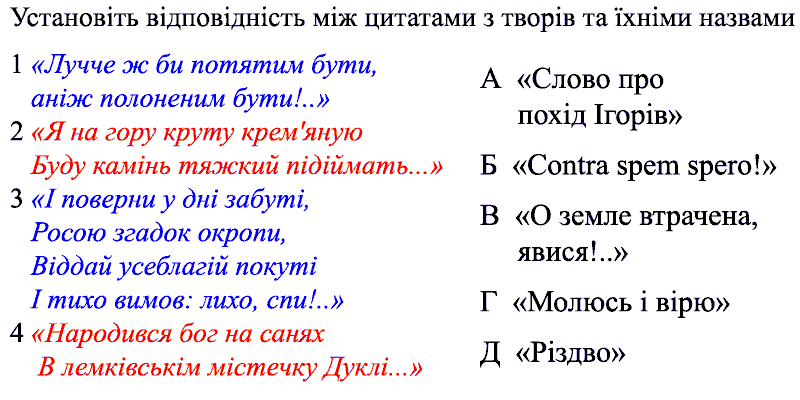 Установіть відповідність між цитатами з творів та їхніми назвами
1 «Лучче ж би потятим бути,
аніж полоненим бути!..»
2 «Я на гору круту крем'яную
Буду камінь тяжкий підіймать...»
3 «І поверни у дні забуті,
Росою згадок окропи,
Віддай усеблагій покуті
І тихо вимов: лихо, спи!..»
4 «Народився бог на санях
В лемківськім містечку Дуклі...»
А «Слово про
похід Ігорів»
Б «Contra spem spero!»
В «О земле втрачена,
явися!..»
Г «Молюсь і вірю»
Д «Різдво»